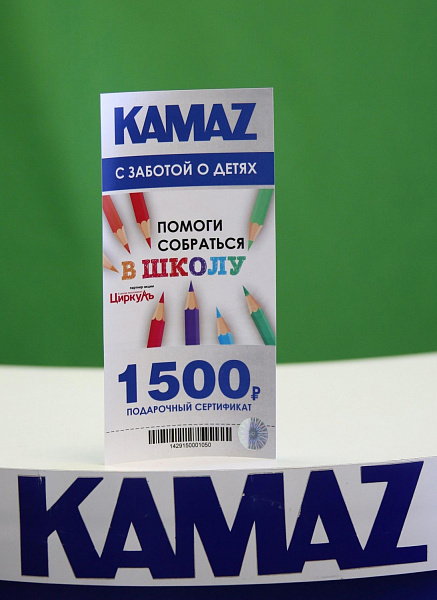 KAMAZ
С ЗАБОТОЙ О ДЕТЯХ
ПОМОГИ
СОБРАТЬСЯ
В ШКОЛУ
партнер акции
ЦиркулЬ
1500₽
ПОДАРОЧНЫЙ СЕРТИФИКАТ
1429150001050
KAMAZ